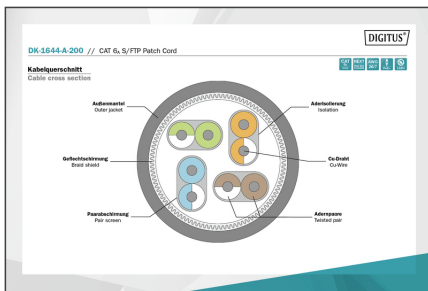 DIGITUS®
DK-1644-A-200 // CAT 6A S/FTP Patch Cord
Kabelquerschnitt
Cable cross section
Außenmantel
Outer jacket
Aderisolierung
Isolation
Geflechtschirmung
Braid shield
Cu-Draht
Cu-Wire
Paarabschirmung
Pair screen
Aderpaare
Twisted pair